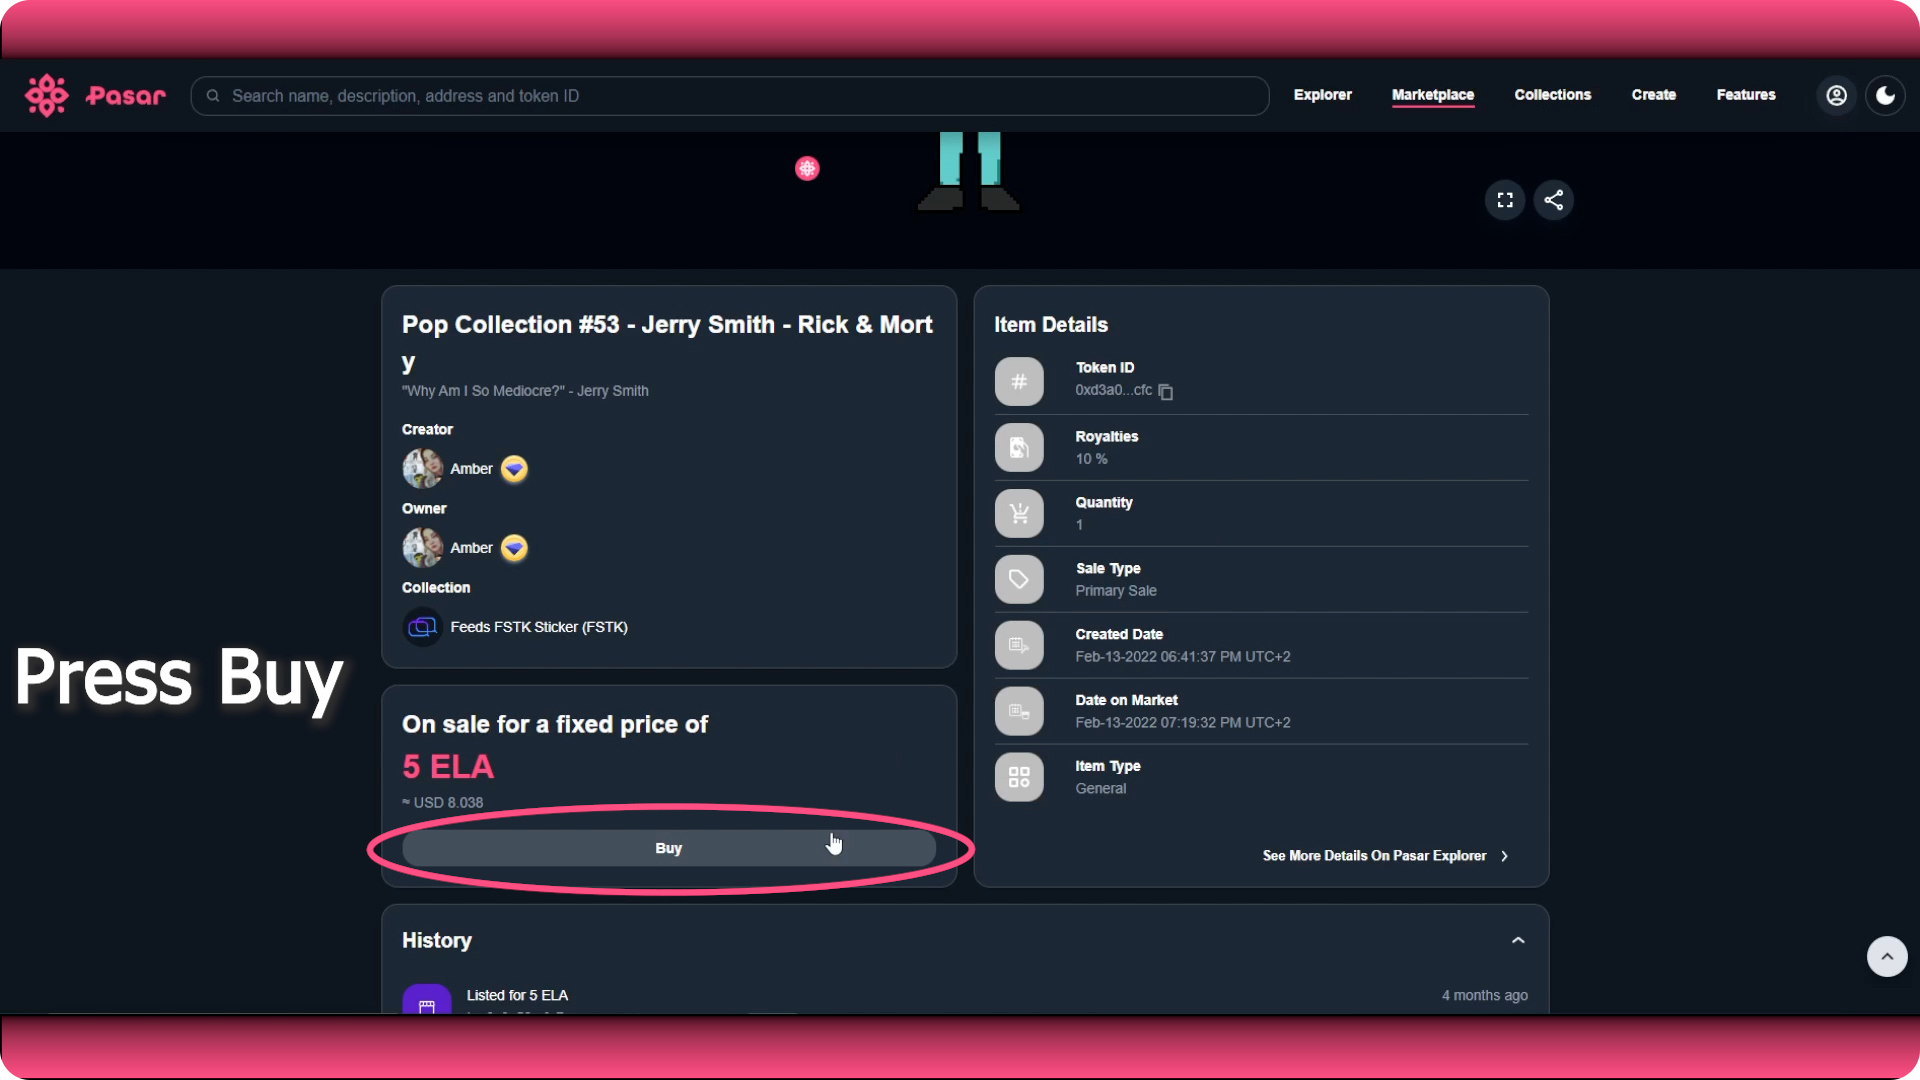 Pasar
Search name, description, address and token ID
Explorer
Marketplace
Collections
Create
Features
Pop Collection #53 - Jerry Smith - Rick & Mort
y
"Why Am I So Mediocre?" - Jerry Smith
Creator
Amber
Owner
Amber
Collection
Feeds FSTK Sticker (FSTK)
Press Buy
On sale for a fixed price of
5 ELA
≈ USD 8.038
Buy
Item Details
Token ID
0xd3a0...cfc
Royalties
10 %
Quantity
1
Sale Type
Primary Sale
Created Date
Feb-13-2022 06:41:37 PM UTC+2
Date on Market
Feb-13-2022 07:19:32 PM UTC+2
Item Type
General
See More Details On Pasar Explorer
History
Listed for 5 ELA
4 months ago